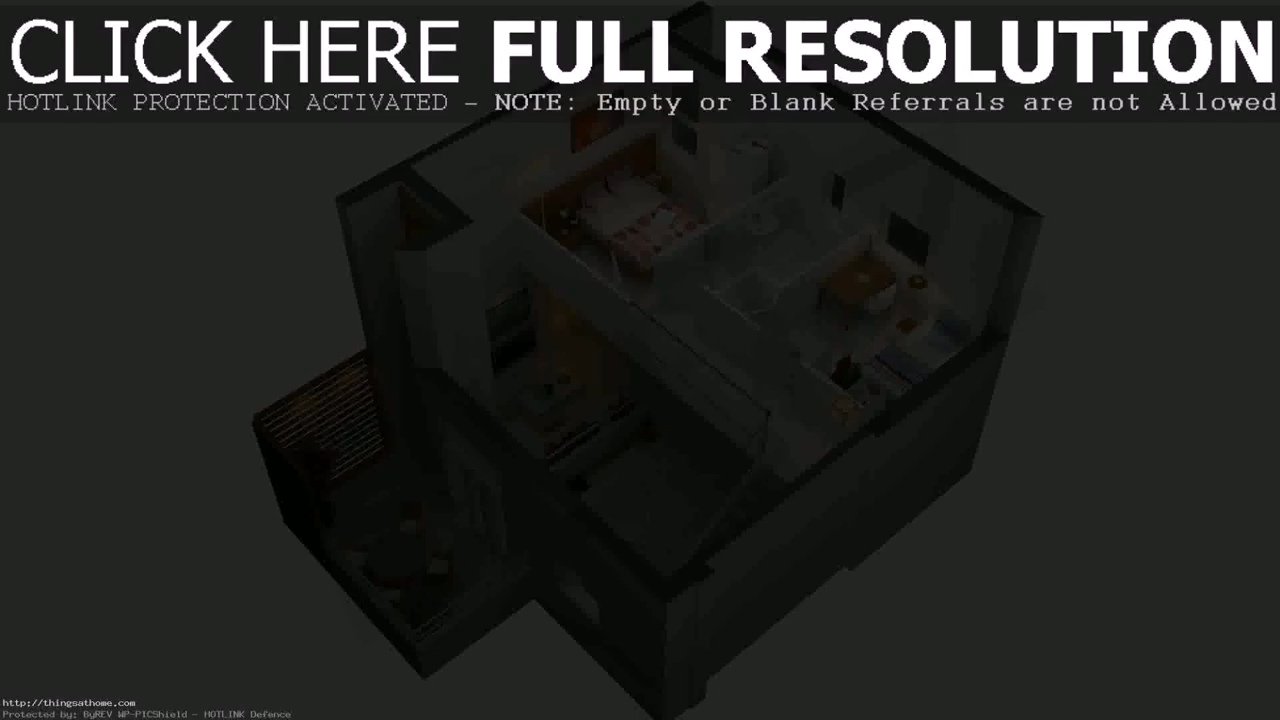 CLICK HERE FULL RESOLUTION
HOTLINK PROTECTION ACTIVATED – NOTE: Empty or Blank Referrals are not Allowed
http://thingsathome.com
Protected by: ByREV WP-PICShield – HOTLINK Defence